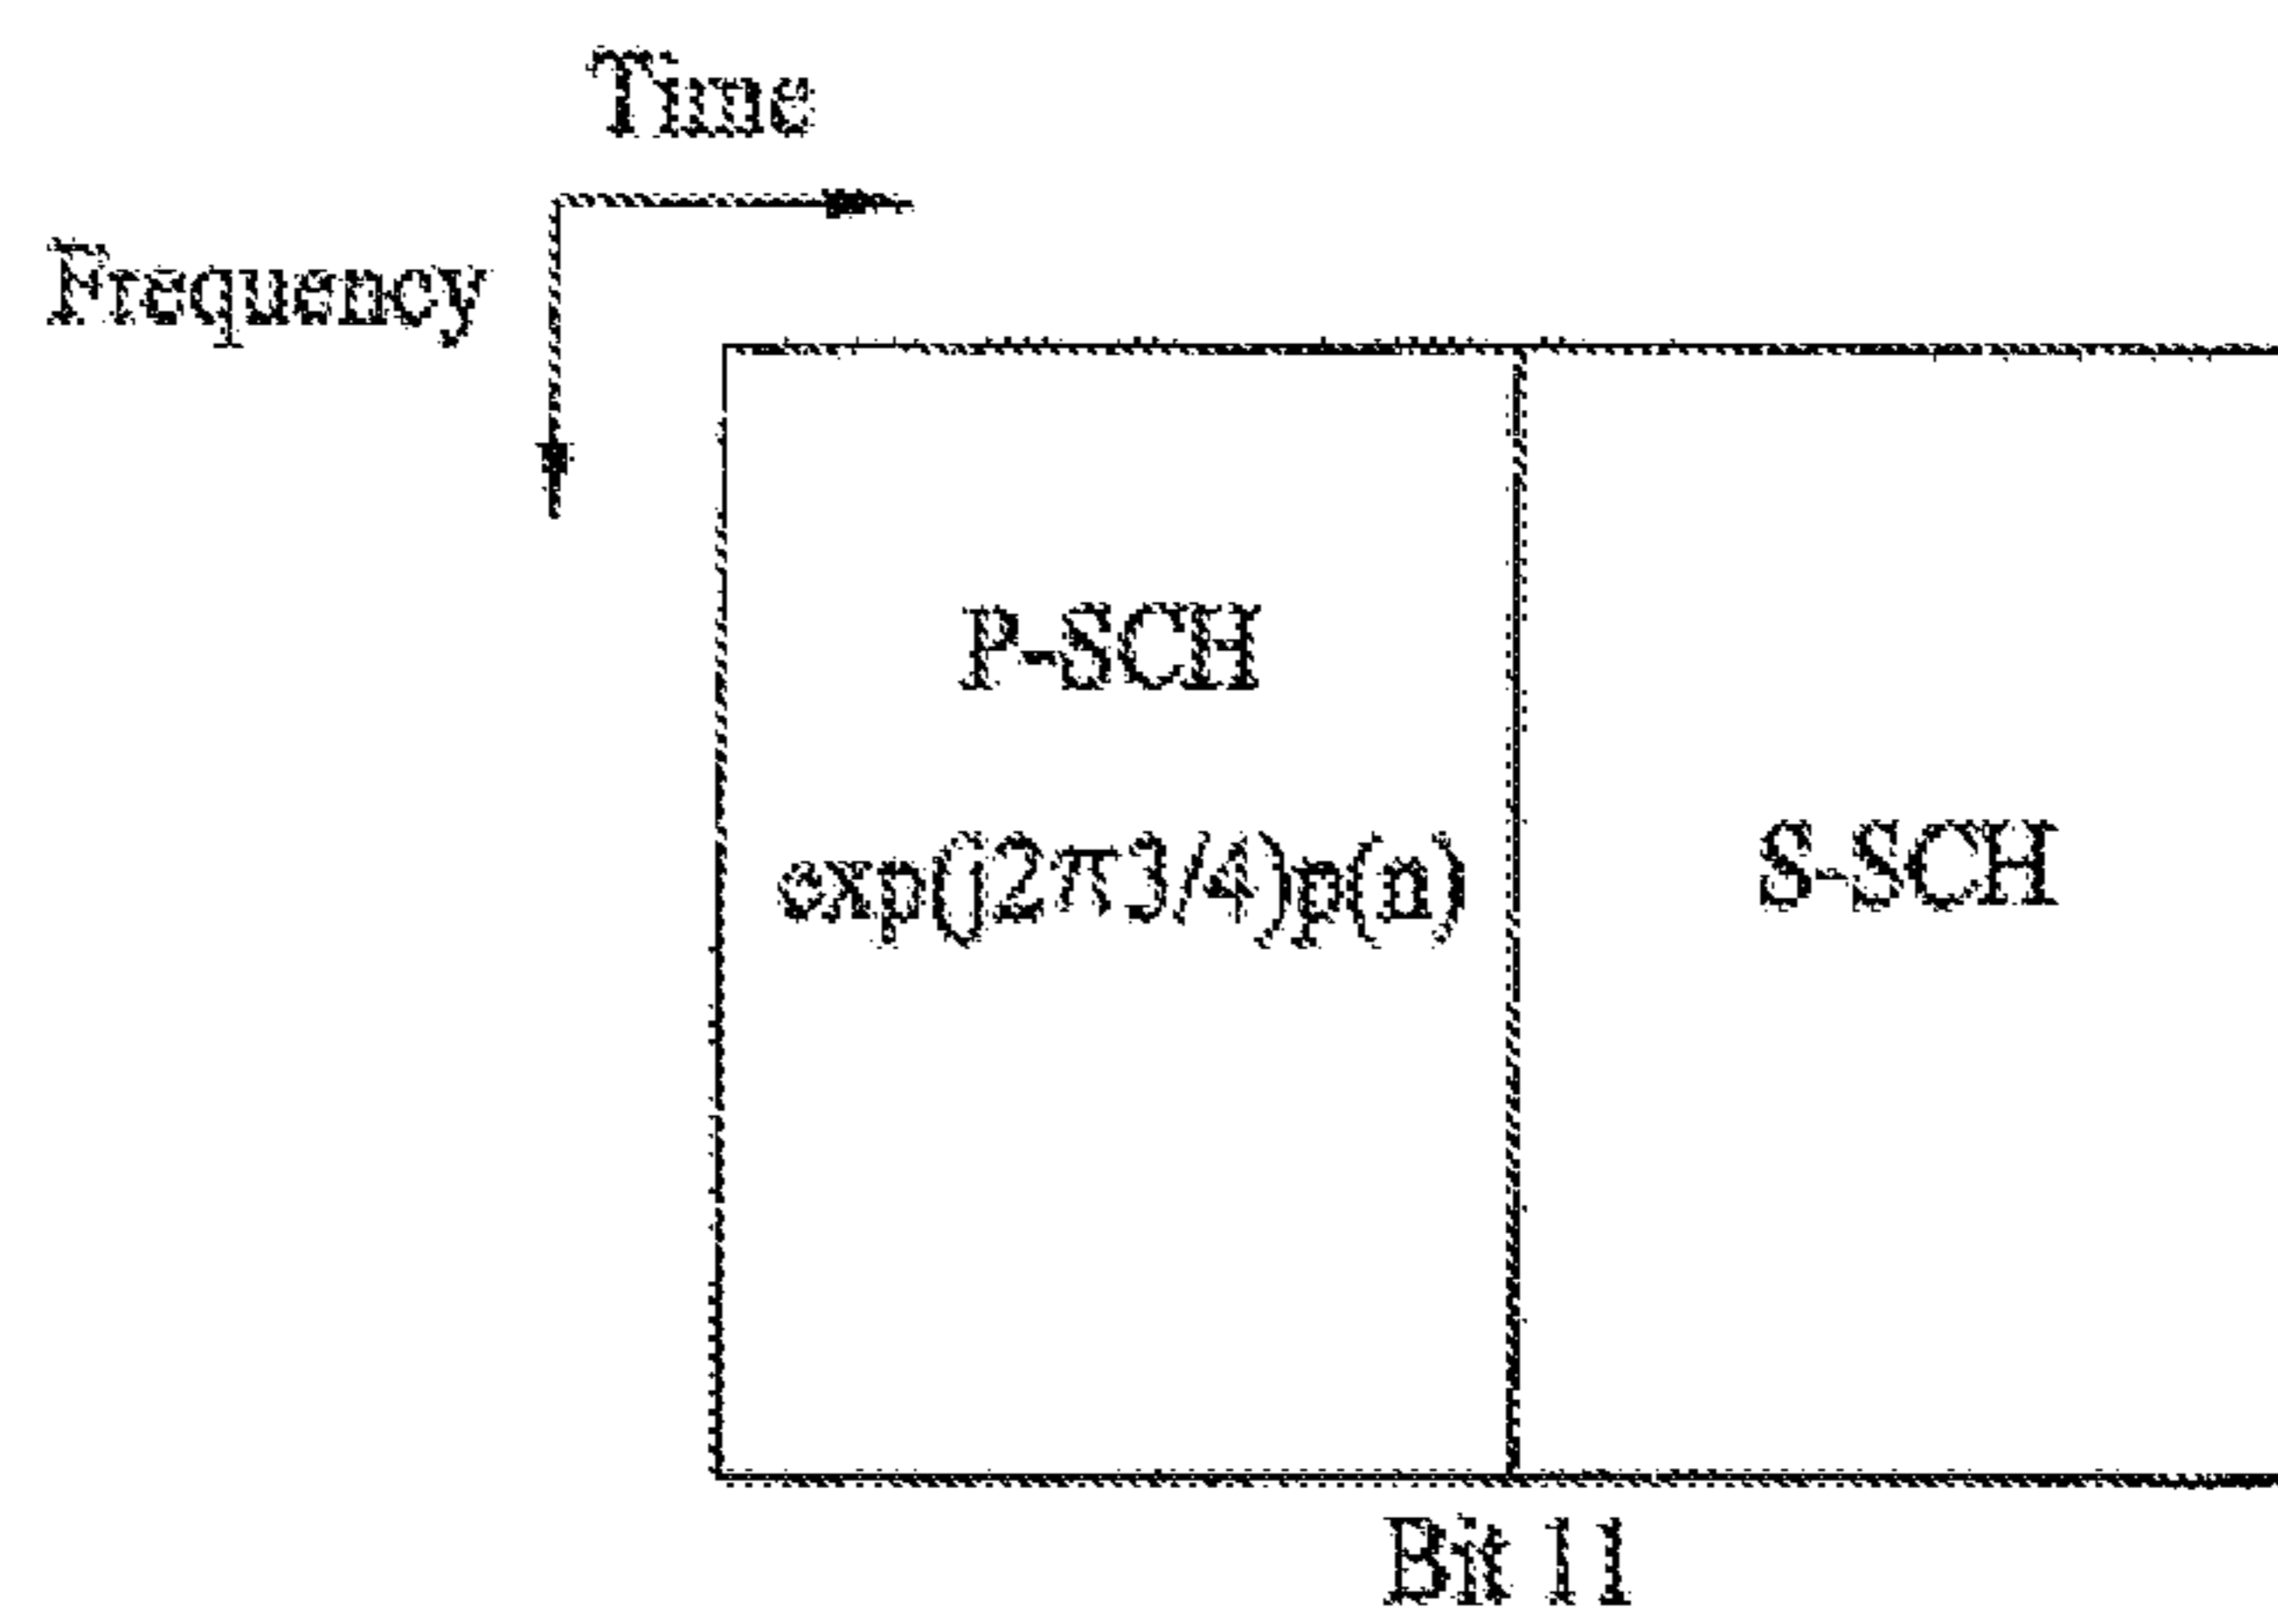 Time
Frequency
P-SCH
exp(j2π3/4)p(n)
S-SCH
Bit 11